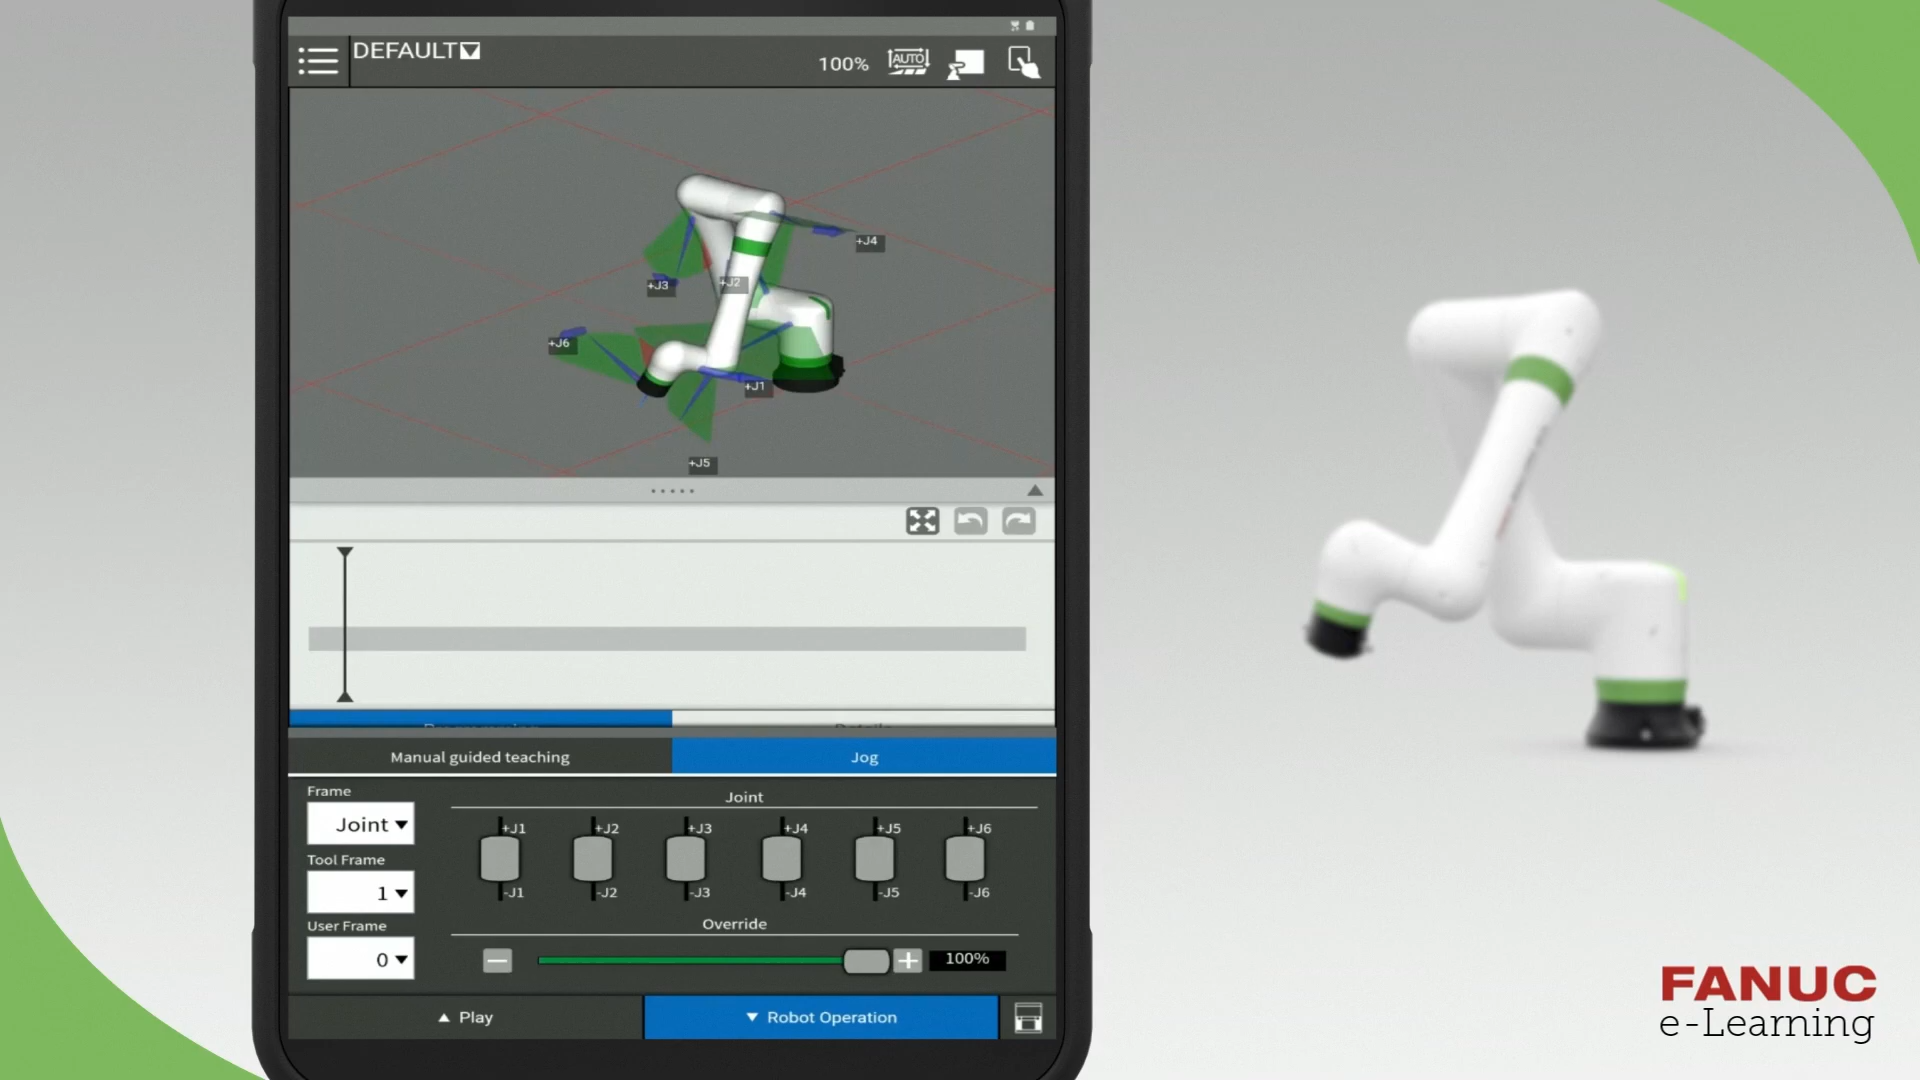 DEFAULT
100%
AUTO
+J4
+J3
+J2
+J6
+J1
+J5
Manual guided teaching
Jog
Frame
Joint
Joint
+J1
+J2
+J3
+J4
+J5
+J6
-J1
-J2
-J3
-J4
-J5
-J6
Tool Frame
1
User Frame
0
Override
100%
Play
Robot Operation
FANUC
e-Learning